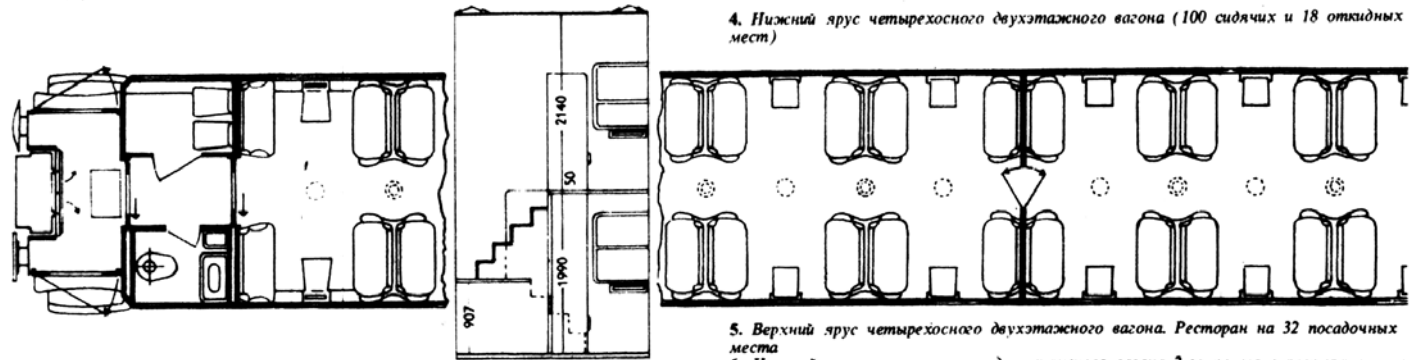 4. Нижний ярус четырехосного двухэтажного вагона (100 сидячих и 18 откидных
мест)
2140
50
1990
907
5. Верхний ярус четырехосного двухэтажного вагона. Ресторан на 32 посадочных
места